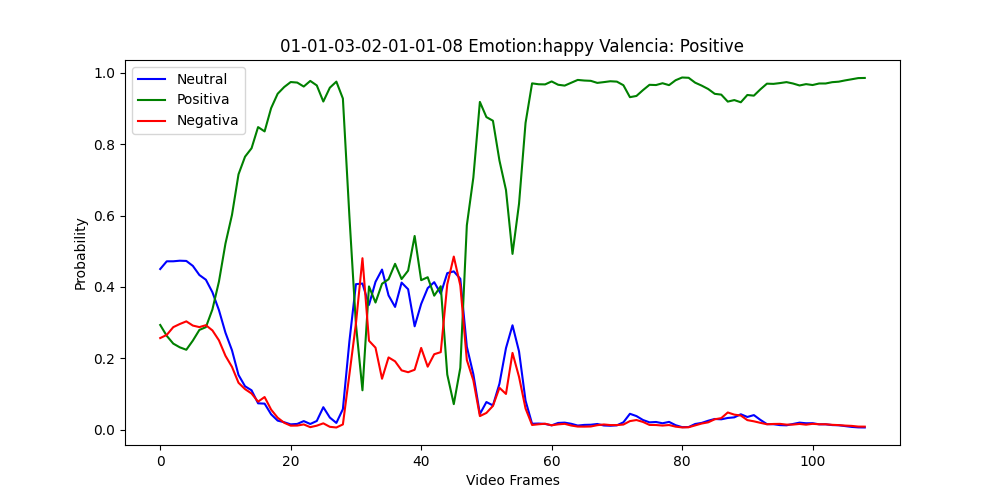 01-01-03-02-01-01-08 Emotion:happy Valencia: Positive
Neutral
Positiva
Negativa
Probability
1.0
0.8
0.6
0.4
0.2
0.0
0 20 40 60 80 100
Video Frames